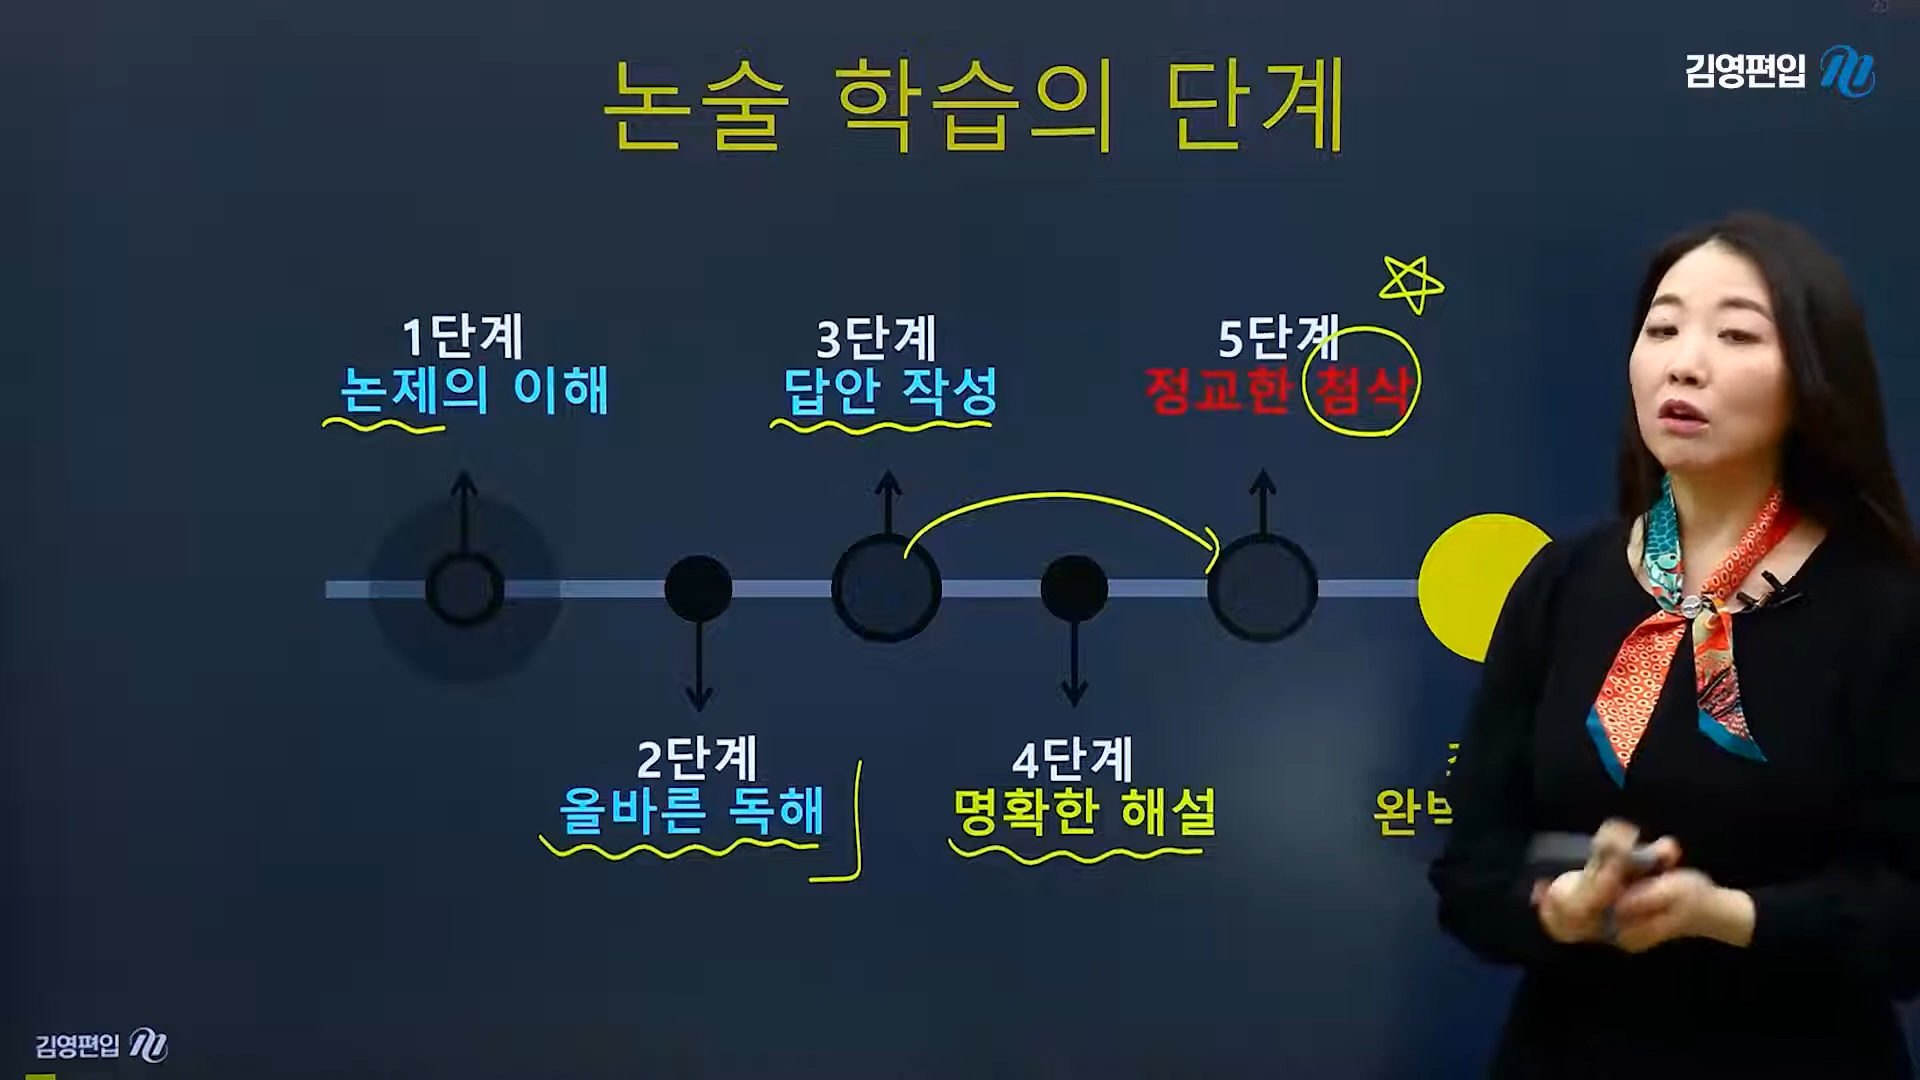 논술 학습의 단계
김영편입
1단계
논제의 이해
3단계
답안 작성
5단계
정교한 첨삭
2단계
올바른 독해
4단계
명확한 해설
김영편입